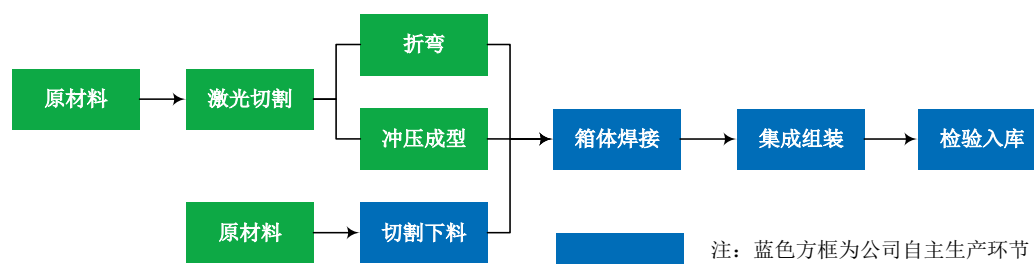 原材料
激光切割
折弯
冲压成型
原材料
切割下料
箱体焊接
集成组装
检验入库
注：蓝色方框为公司自主生产环节